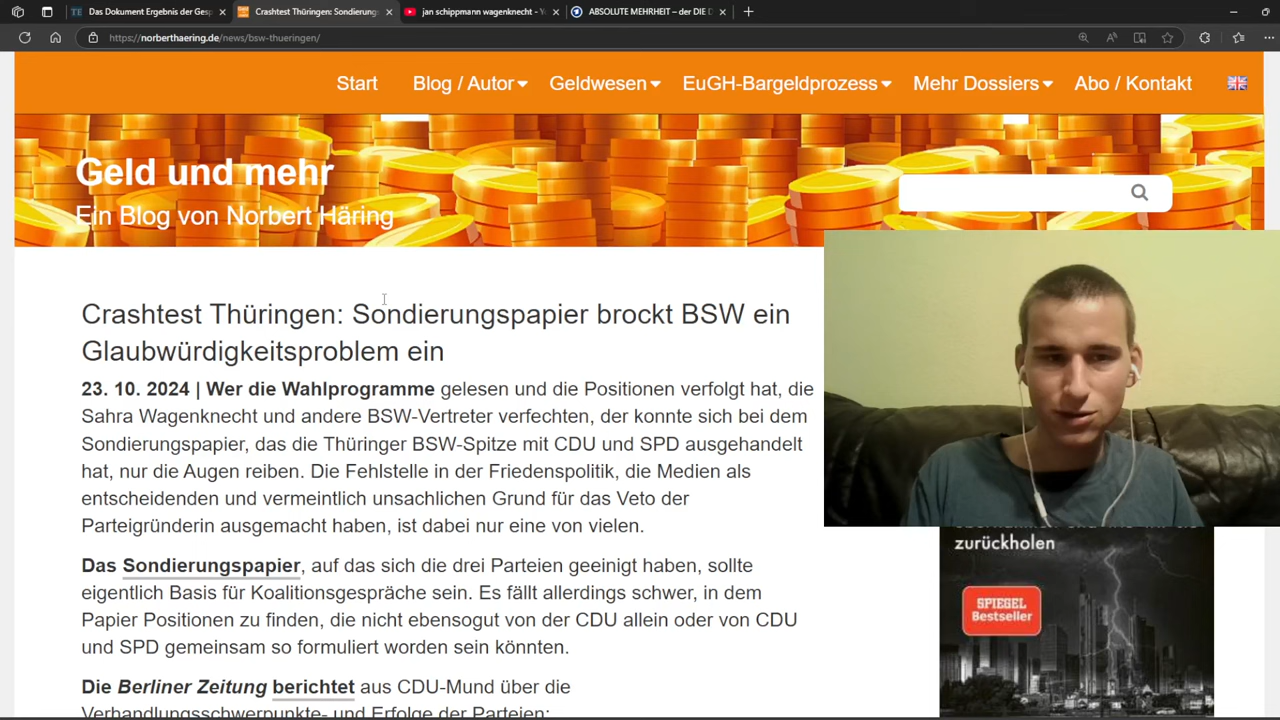 Das Dokument Ergebnis der Gesp
Crashtest Thüringen: Sondierung
jan schippmann wagenknecht - Y
ABSOLUTE MEHRHEIT – der DIE D
https://norberthaering.de/news/bsw-thueringen/
Start Blog / Autor Geldwesen EuGH-Bargeldprozess Mehr Dossiers Abo / Kontakt
Geld und mehr
Ein Blog von Norbert Häring
Crashtest Thüringen: Sondierungspapier brockt BSW ein
Glaubwürdigkeitsproblem ein
23. 10. 2024 | Wer die Wahlprogramme gelesen und die Positionen verfolgt hat, die
Sahra Wagenknecht und andere BSW-Vertreter verfechten, der konnte sich bei dem
Sondierungspapier, das die Thüringer BSW-Spitze mit CDU und SPD ausgehandelt
hat, nur die Augen reiben. Die Fehlstelle in der Friedenspolitik, die Medien als
entscheidenden und vermeintlich unsachlichen Grund für das Veto der
Parteigründerin ausgemacht haben, ist dabei nur eine von vielen.
Das Sondierungspapier, auf das sich die drei Parteien geeinigt haben, sollte
eigentlich Basis für Koalitionsgespräche sein. Es fällt allerdings schwer, in dem
Papier Positionen zu finden, die nicht ebensogut von der CDU allein oder von CDU
und SPD gemeinsam so formuliert worden sein könnten.
Die Berliner Zeitung berichtet aus CDU-Mund über die
Verhandlungsschwerpunkte- und Erfolge der Parteien:
zurückholen
SPIEGEL
Bestseller